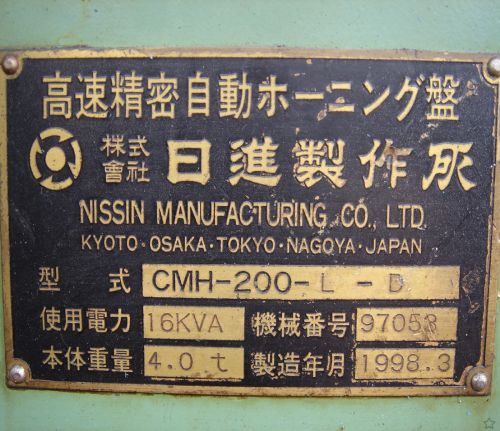 高速精密自動ホーニング盤
株式會社 日進製作所
NISSIN MANUFACTURING CO., LTD
KYOTO・OSAKA・TOKYO・NAGOYA・JAPAN
型式 CMH-200-L-D
使用電力 16KVA 機械番号 97053
本体重量 4.0t 製造年月 1998.3